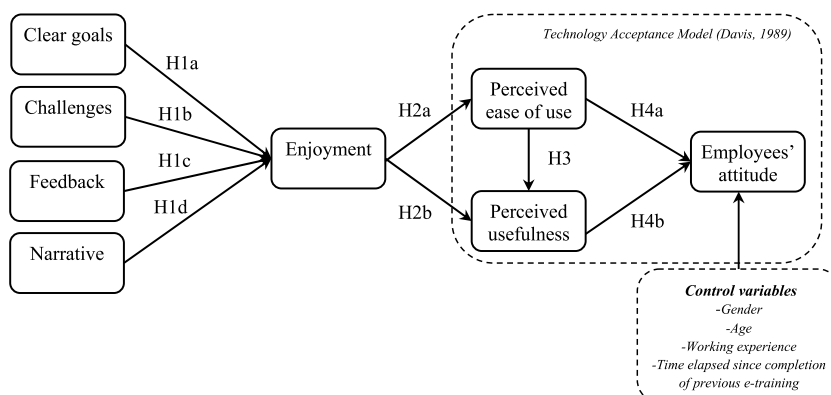 Clear goals
Challenges
Feedback
Narrative
H1a
H1b
H1c
H1d
Enjoyment
H2a
H2b
Technology Acceptance Model (Davis, 1989)
Perceived
ease of use
H3
Perceived
usefulness
H4a
H4b
Employees’
attitude
Control variables
-Gender
-Age
-Working experience
-Time elapsed since completion
of previous e-training